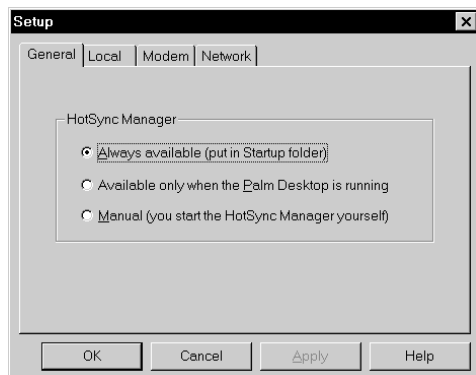 Setup
General Local Modem Network
HotSync Manager
Always available (put in Startup folder)
Available only when the Palm Desktop is running
Manual (you start the HotSync Manager yourself)
OK Cancel Apply Help